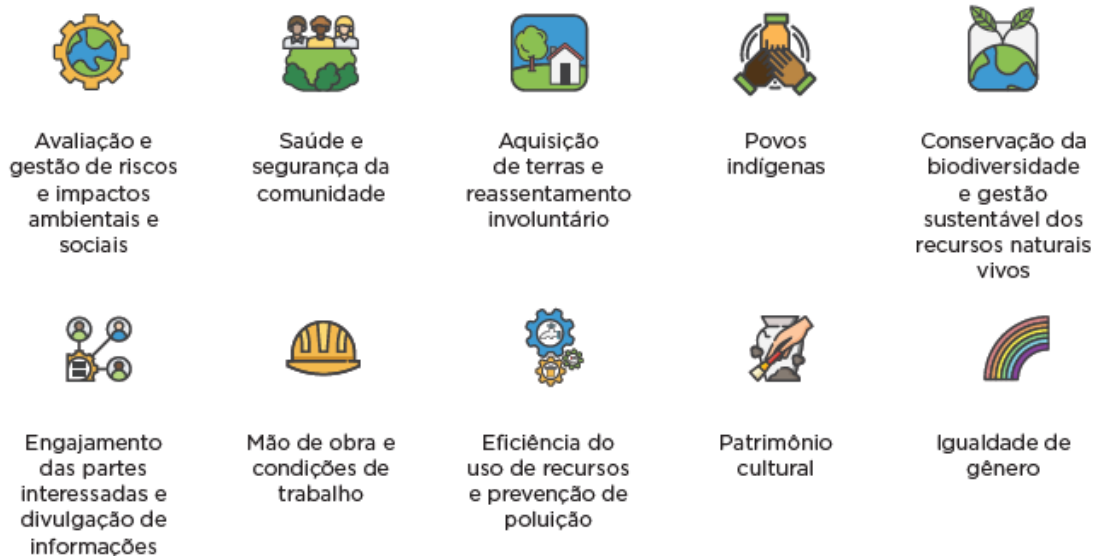 Avaliação e
gestão de riscos
e impactos
ambientais e
sociais
Saúde e
segurança da
comunidade
Aquisição
de terras e
reassentamento
involuntário
Povos
indígenas
Conservação da
biodiversidade
e gestão
sustentável dos
recursos naturais
vivos
Engajamento
das partes
interessadas e
divulgação de
informações
Mão de obra e
condições de
trabalho
Eficiência do
uso de recursos
e prevenção de
poluição
Patrimônio
cultural
Igualdade de
gênero